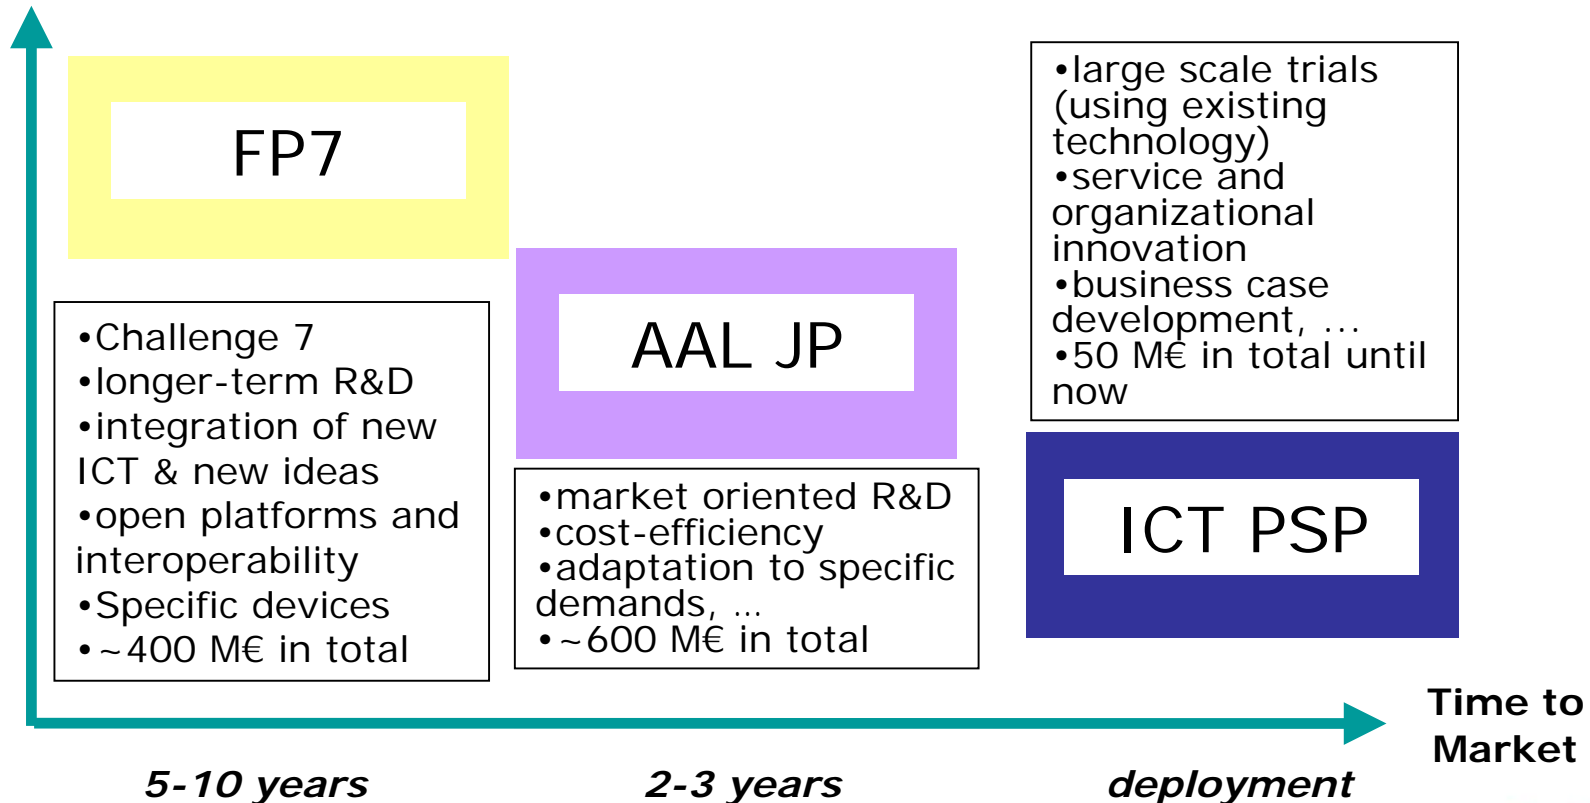 FP7
•Challenge 7
•longer-term R&D
•integration of new
ICT & new ideas
•open platforms and
interoperability
•Specific devices
•~400 M€ in total
AAL JP
•market oriented R&D
•cost-efficiency
•adaptation to specific
demands, ...
•~600 M€ in total
•large scale trials
(using existing
technology)
•service and
organizational
innovation
•business case
development, ...
•50 M€ in total until
now
ICT PSP
Time to
Market
5-10 years
2-3 years
deployment